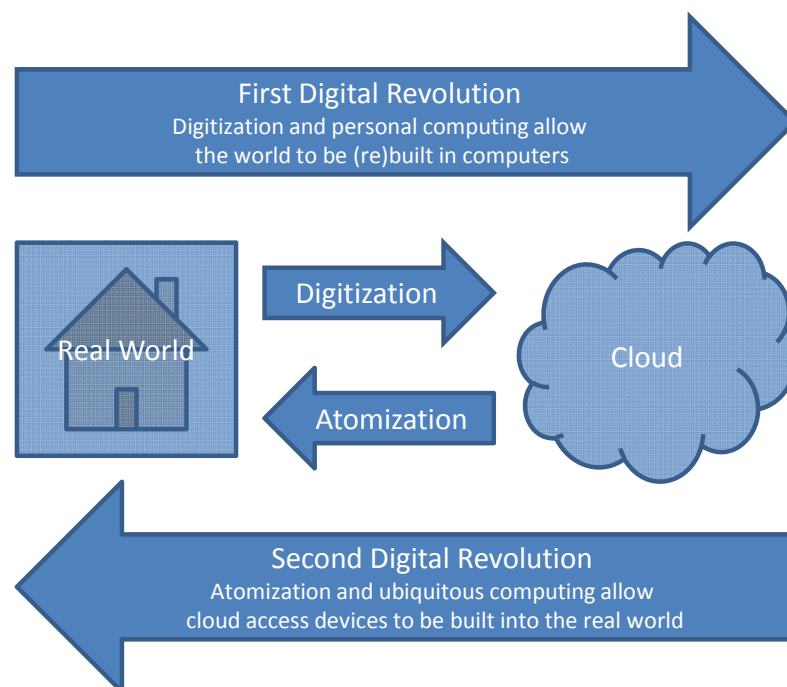 First Digital Revolution
Digitization and personal computing allow
the world to be (re)built in computers
Digitization
Real World
Cloud
Atomization
Second Digital Revolution
Atomization and ubiquitous computing allow
cloud access devices to be built into the real world